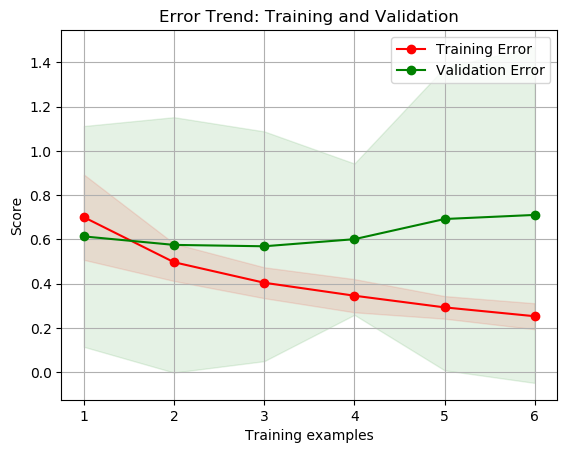 Error Trend: Training and Validation
Training Error
Validation Error
Score
1.4
1.2
1.0
0.8
0.6
0.4
0.2
0.0
1 2 3 4 5 6
Training examples